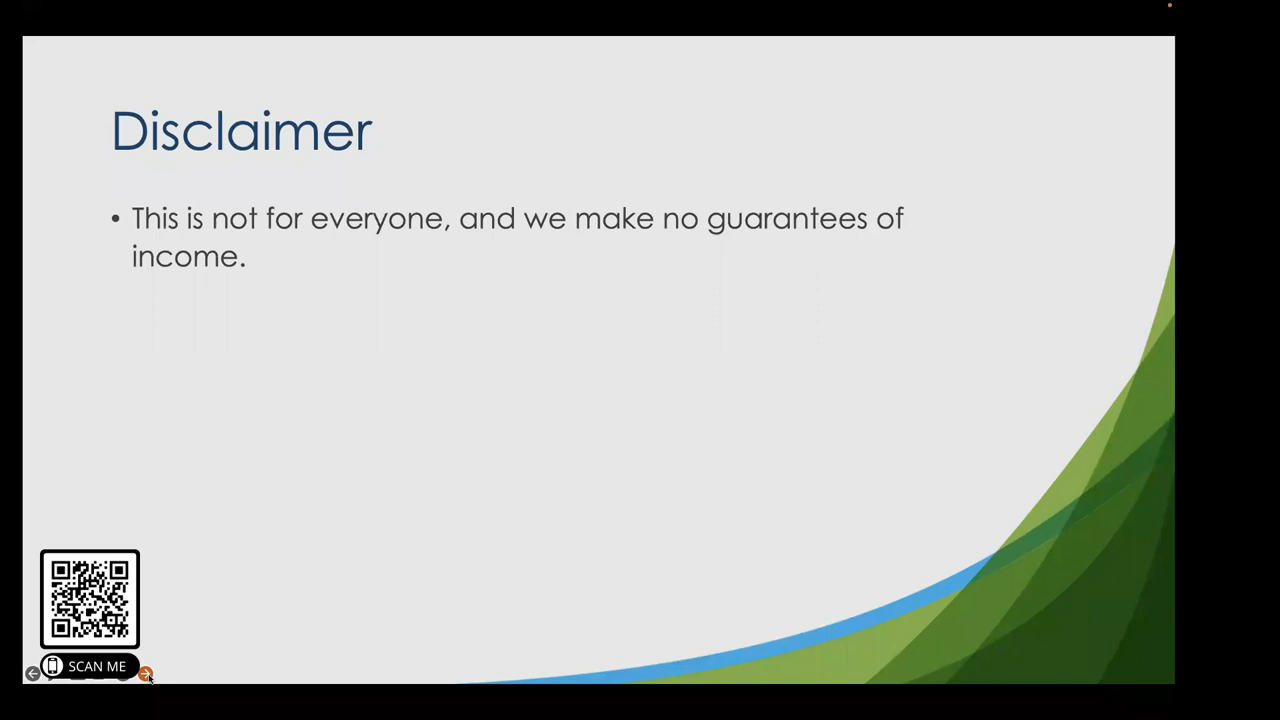 Disclaimer
• This is not for everyone, and we make no guarantees of
income.
SCAN ME